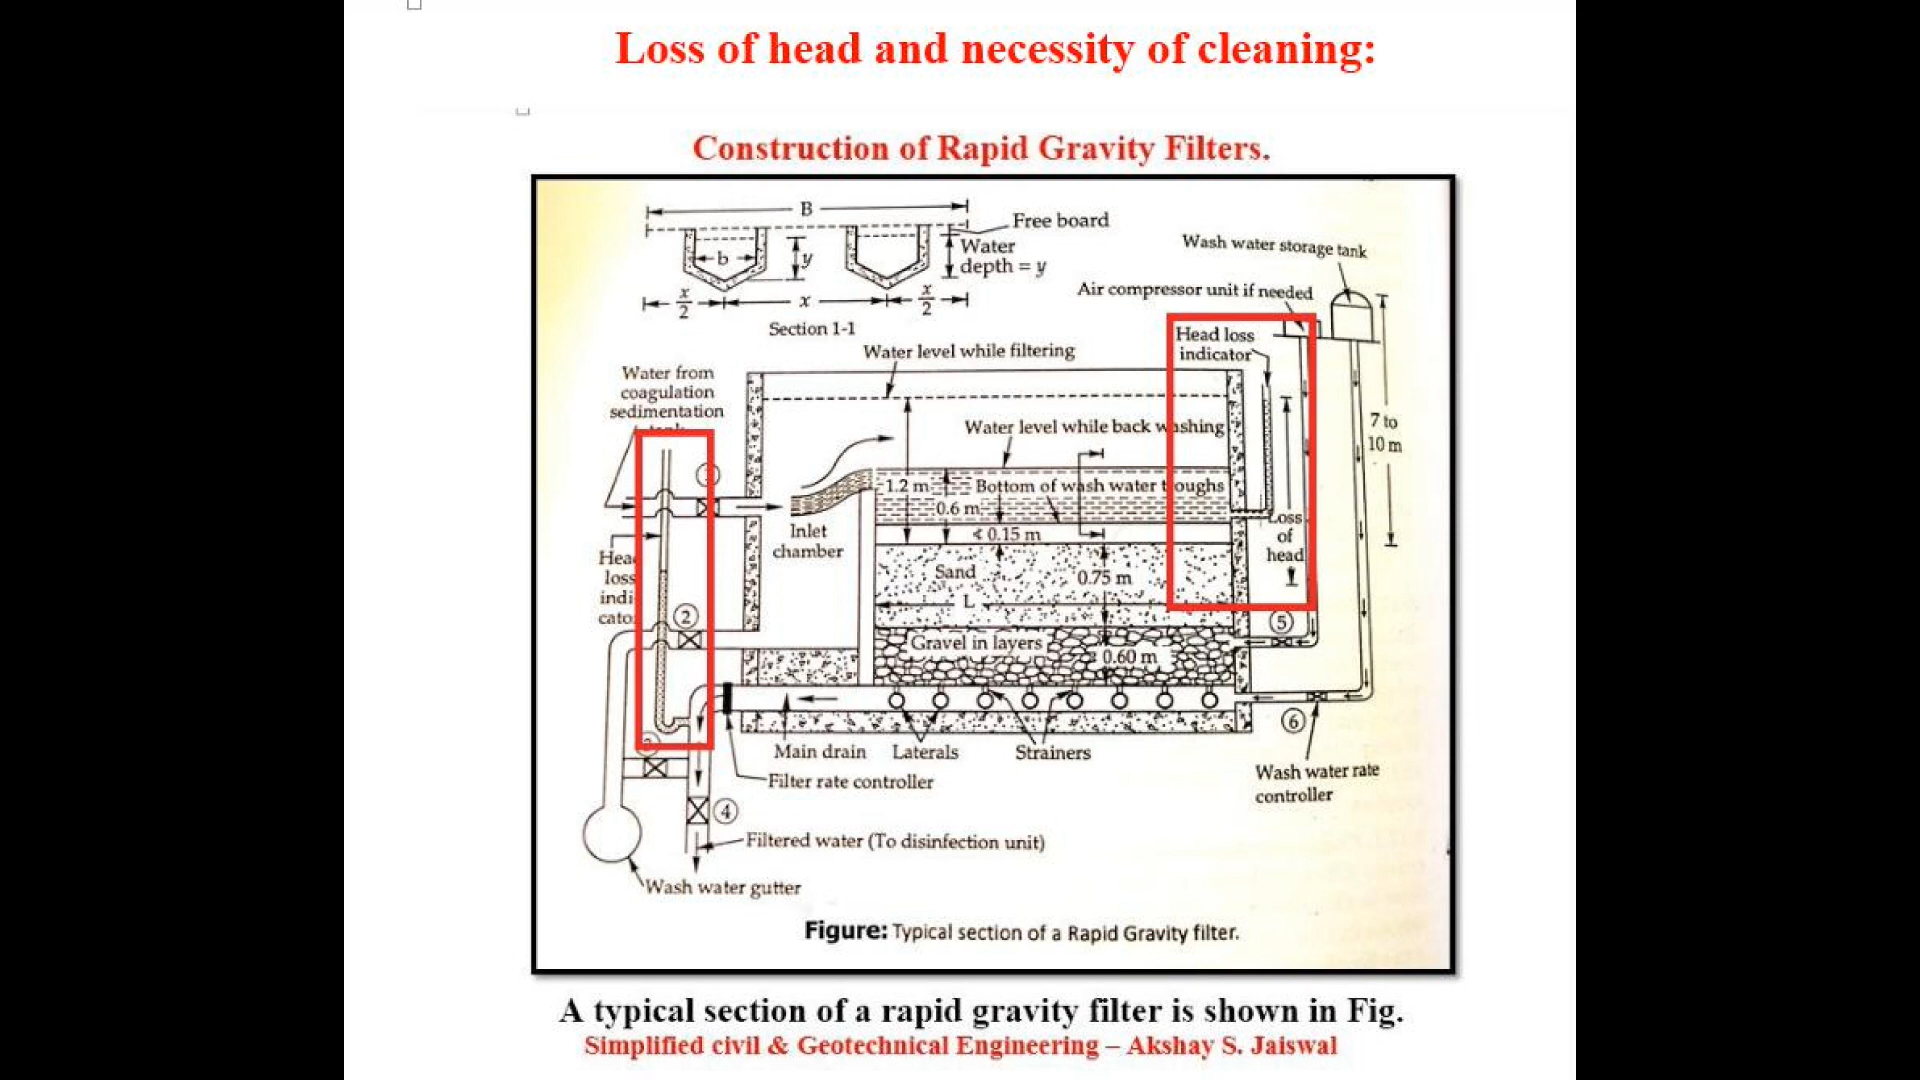 Loss of head and necessity of cleaning:
Construction of Rapid Gravity Filters.
B
Free board
b
y
Water
depth = y
x
2
x
x
2
Section 1-1
Wash water storage tank
Air compressor unit if needed
Head loss
indicator
Water level while filtering
Water from
coagulation
sedimentation
tank
7 to
10 m
Water level while back washing
1
1.2 m
Bottom of wash water troughs
0.6 m
Inlet
chamber
0.15 m
Loss
of
head
Head
loss
indi
cator
Sand
0.75 m
L
2
5
Gravel in layers
0.60 m
6
3
Main drain
Laterals
Strainers
Filter rate controller
Wash water rate
controller
4
Filtered water (To disinfection unit)
Wash water gutter
Figure: Typical section of a Rapid Gravity filter.
A typical section of a rapid gravity filter is shown in Fig.
Simplified civil & Geotechnical Engineering – Akshay S. Jaiswal